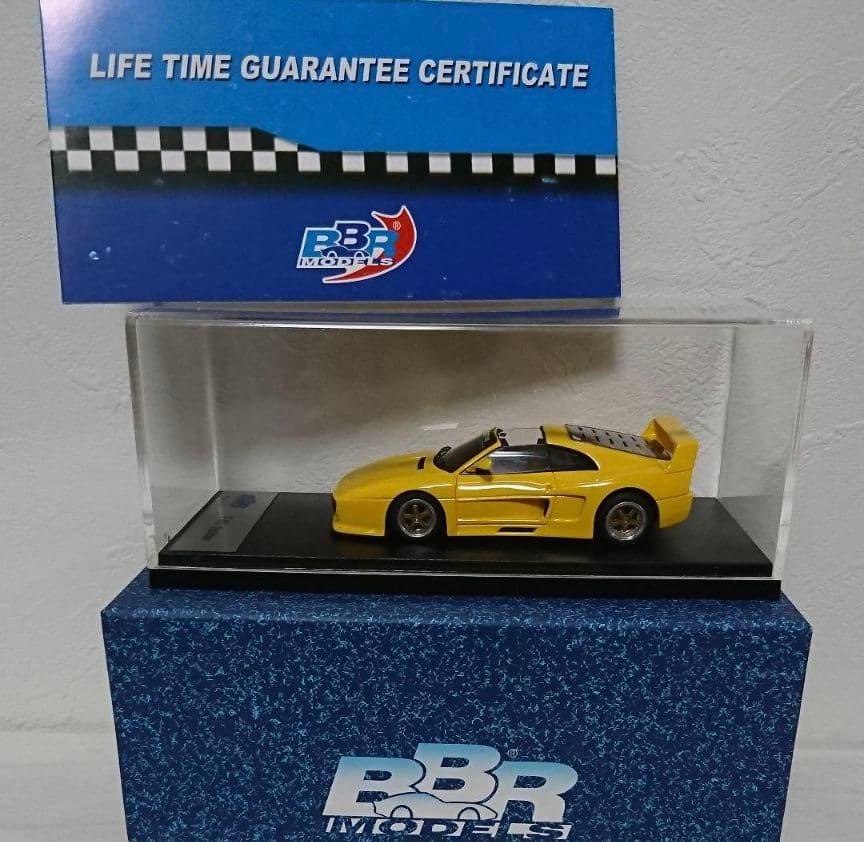 LIFE TIME GUARANTEE CERTIFICATE
BBR®
MODELS
BBR®
MODELS